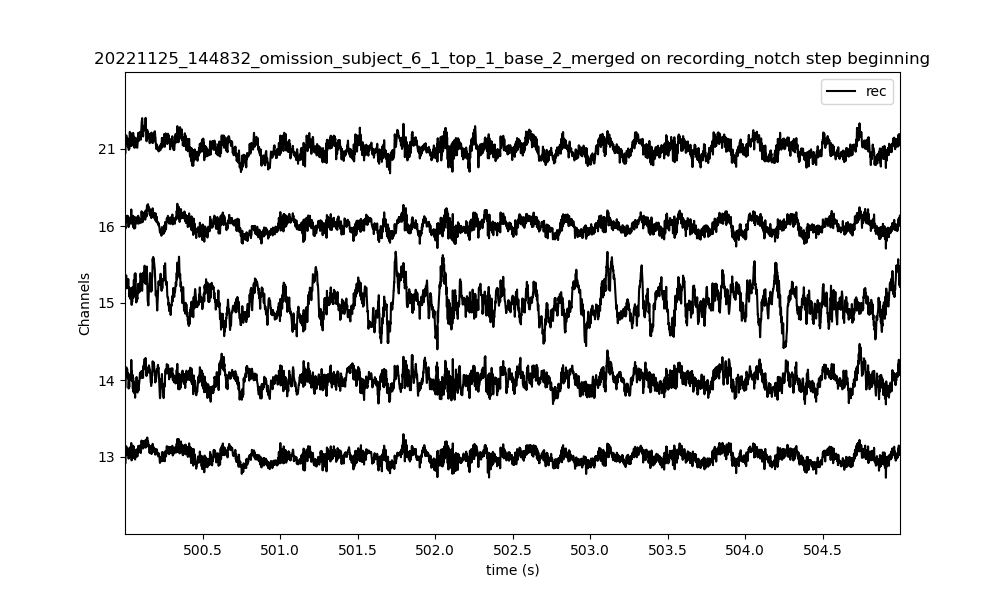 20221125_144832_omission_subject_6_1_top_1_base_2_merged on recording_notch step beginning
rec
21
16
15
14
13
Channels
500.5 501.0 501.5 502.0 502.5 503.0 503.5 504.0 504.5
time (s)